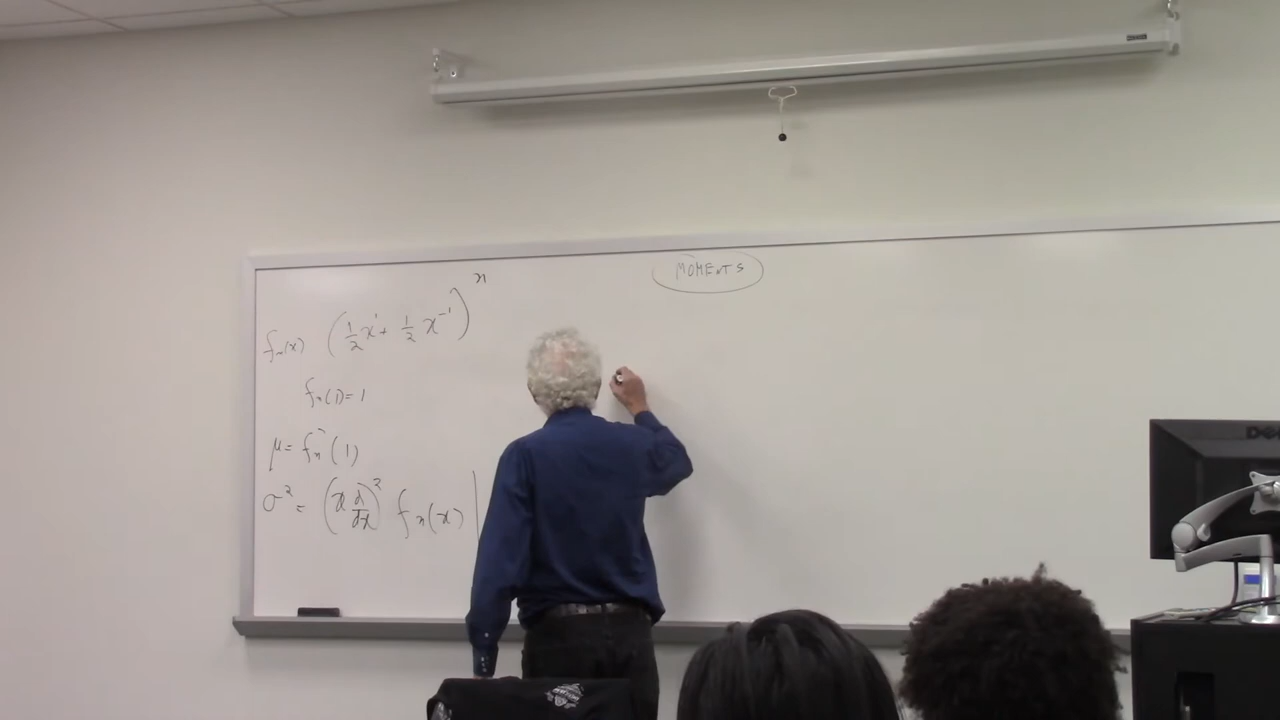 MOMENTS
fₙ(x) (½x¹ + ½x⁻¹)ⁿ
fₙ(1) = 1
μ = fₙ'(1)
σ² = (x d/dx)² fₙ(x) |